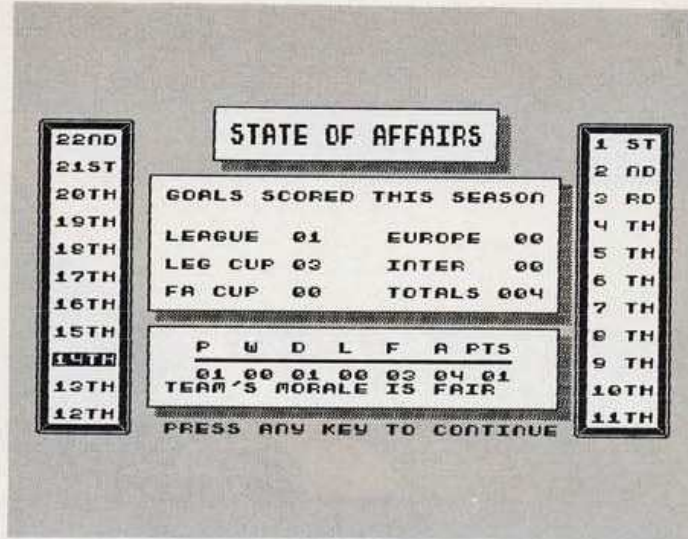 STATE OF AFFAIRS
22ND
21ST
20TH
19TH
18TH
17TH
16TH
15TH
14TH
13TH
12TH
GOALS SCORED THIS SEASON
LEAGUE 01 EUROPE 00
LEG CUP 03 INTER 00
FA CUP 00 TOTALS 004
P W D L F A PTS
01 00 01 00 03 04 01
TEAM'S MORALE IS FAIR
1 ST
2 ND
3 RD
4 TH
5 TH
6 TH
7 TH
8 TH
9 TH
10TH
11TH
PRESS ANY KEY TO CONTINUE